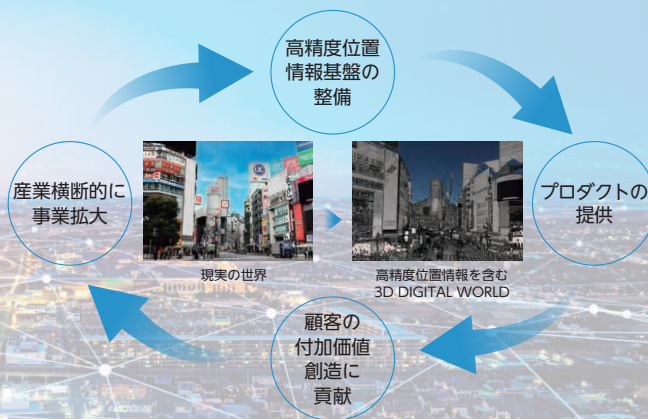 高精度位置
情報基盤の
整備
産業横断的に
事業拡大
プロダクトの
提供
現実の世界
高精度位置情報を含む
3D DIGITAL WORLD
顧客の
付加価値
創造に
貢献